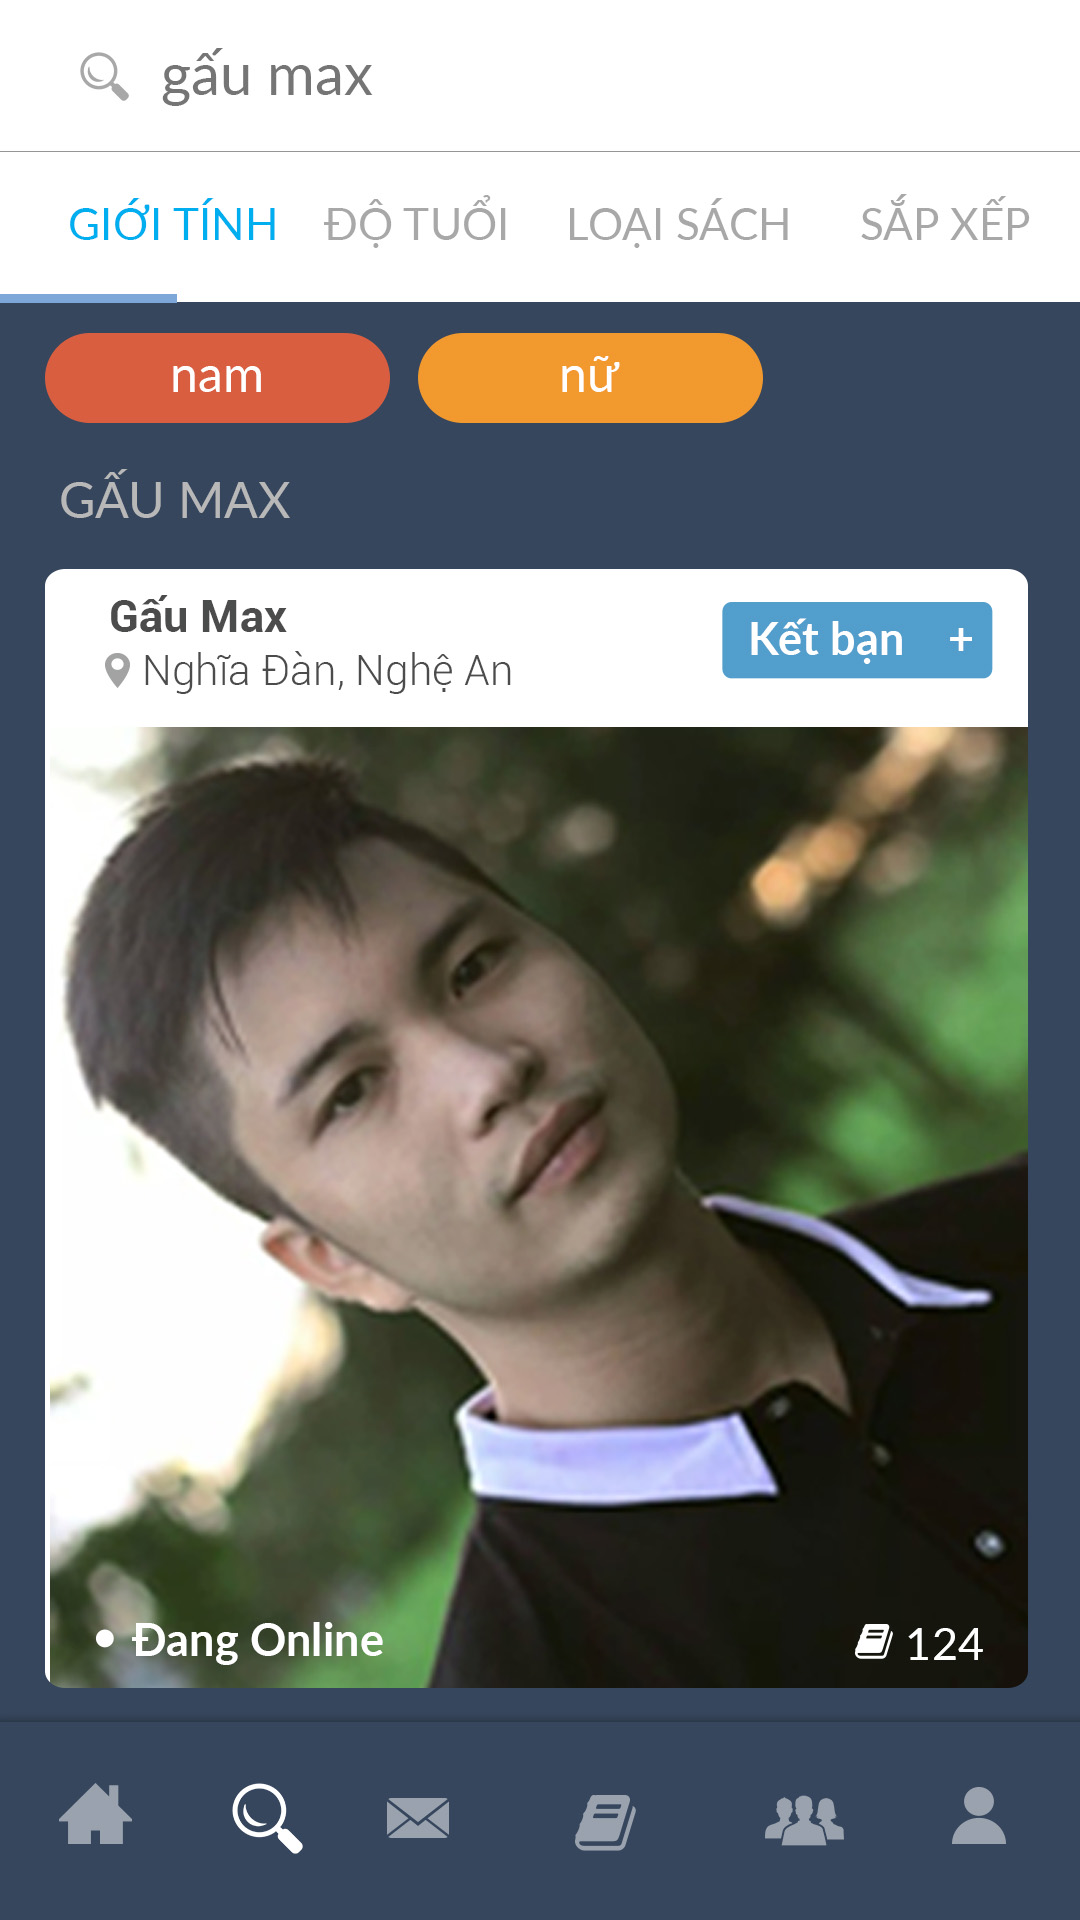 gấu max
GIỚI TÍNH ĐỘ TUỔI LOẠI SÁCH SẮP XẾP
nam nữ
GẤU MAX
Gấu Max
Kết bạn +
Nghĩa Đàn, Nghệ An
• Đang Online 124